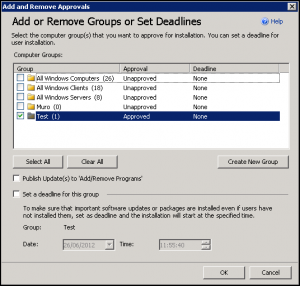 Add and Remove Approvals
Add or Remove Groups or Set Deadlines
Help
Select the computer group(s) that you want to approve for installation. You can set a deadline for
user installation.
Computer Groups:
Group Approval Deadline
All Windows Computers (26) Unapproved None
All Windows Clients (18) Unapproved None
All Windows Servers (8) Unapproved None
Muro (0) Unapproved None
Test (1) Approved None
Select All Clear All Create New Group
Publish Update(s) to 'Add/Remove Programs'
Set a deadline for this group
To make sure that important software updates or packages are installed even if users have
not installed them, set as deadline and the installation will start at the specified time.
Group: Test
Date: 06/06/2012 Time: 11:55:40
OK Cancel